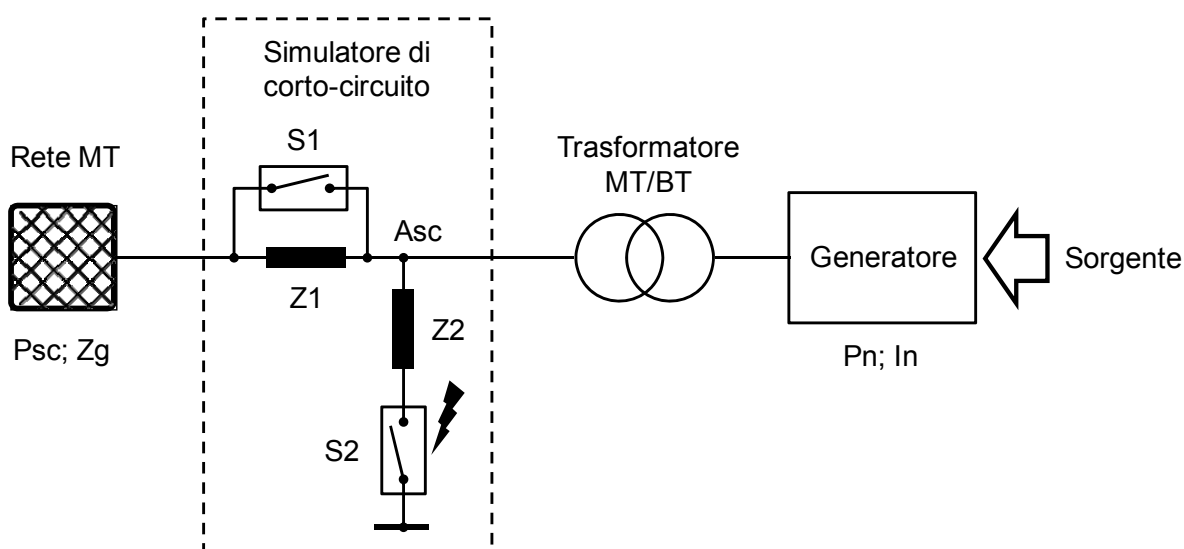 Simulatore di
corto-circuito
S1
Rete MT
Trasformatore
MT/BT
Asc
Generatore
Sorgente
Z1
Z2
Psc; Zg
Pn; In
S2